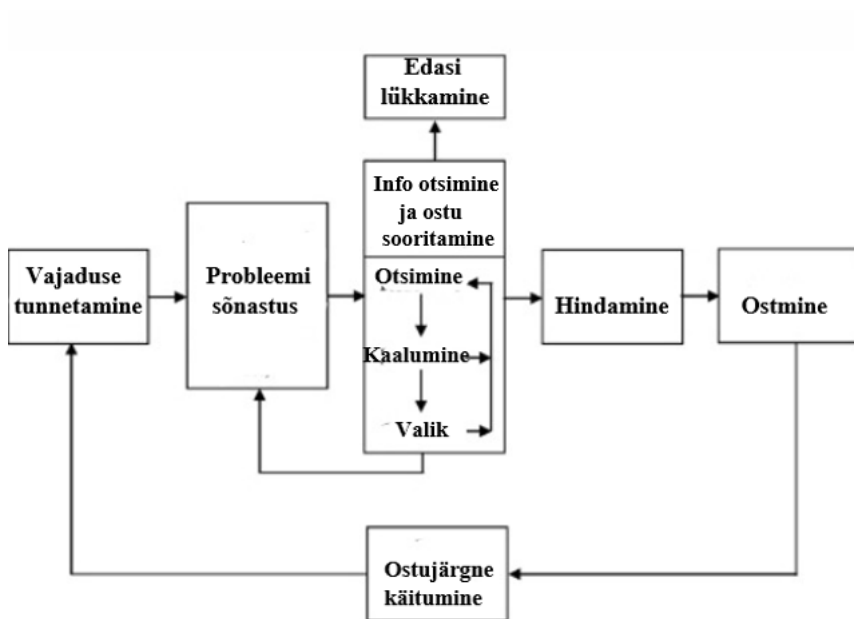 Edasi
lükkamine
Info otsimine
ja ostu
sooritamine
Vajaduse
tunnetamine
Probleemi
sõnastus
Otsimine
Kaalumine
Valik
Hindamine
Ostmine
Ostujärgne
käitumine